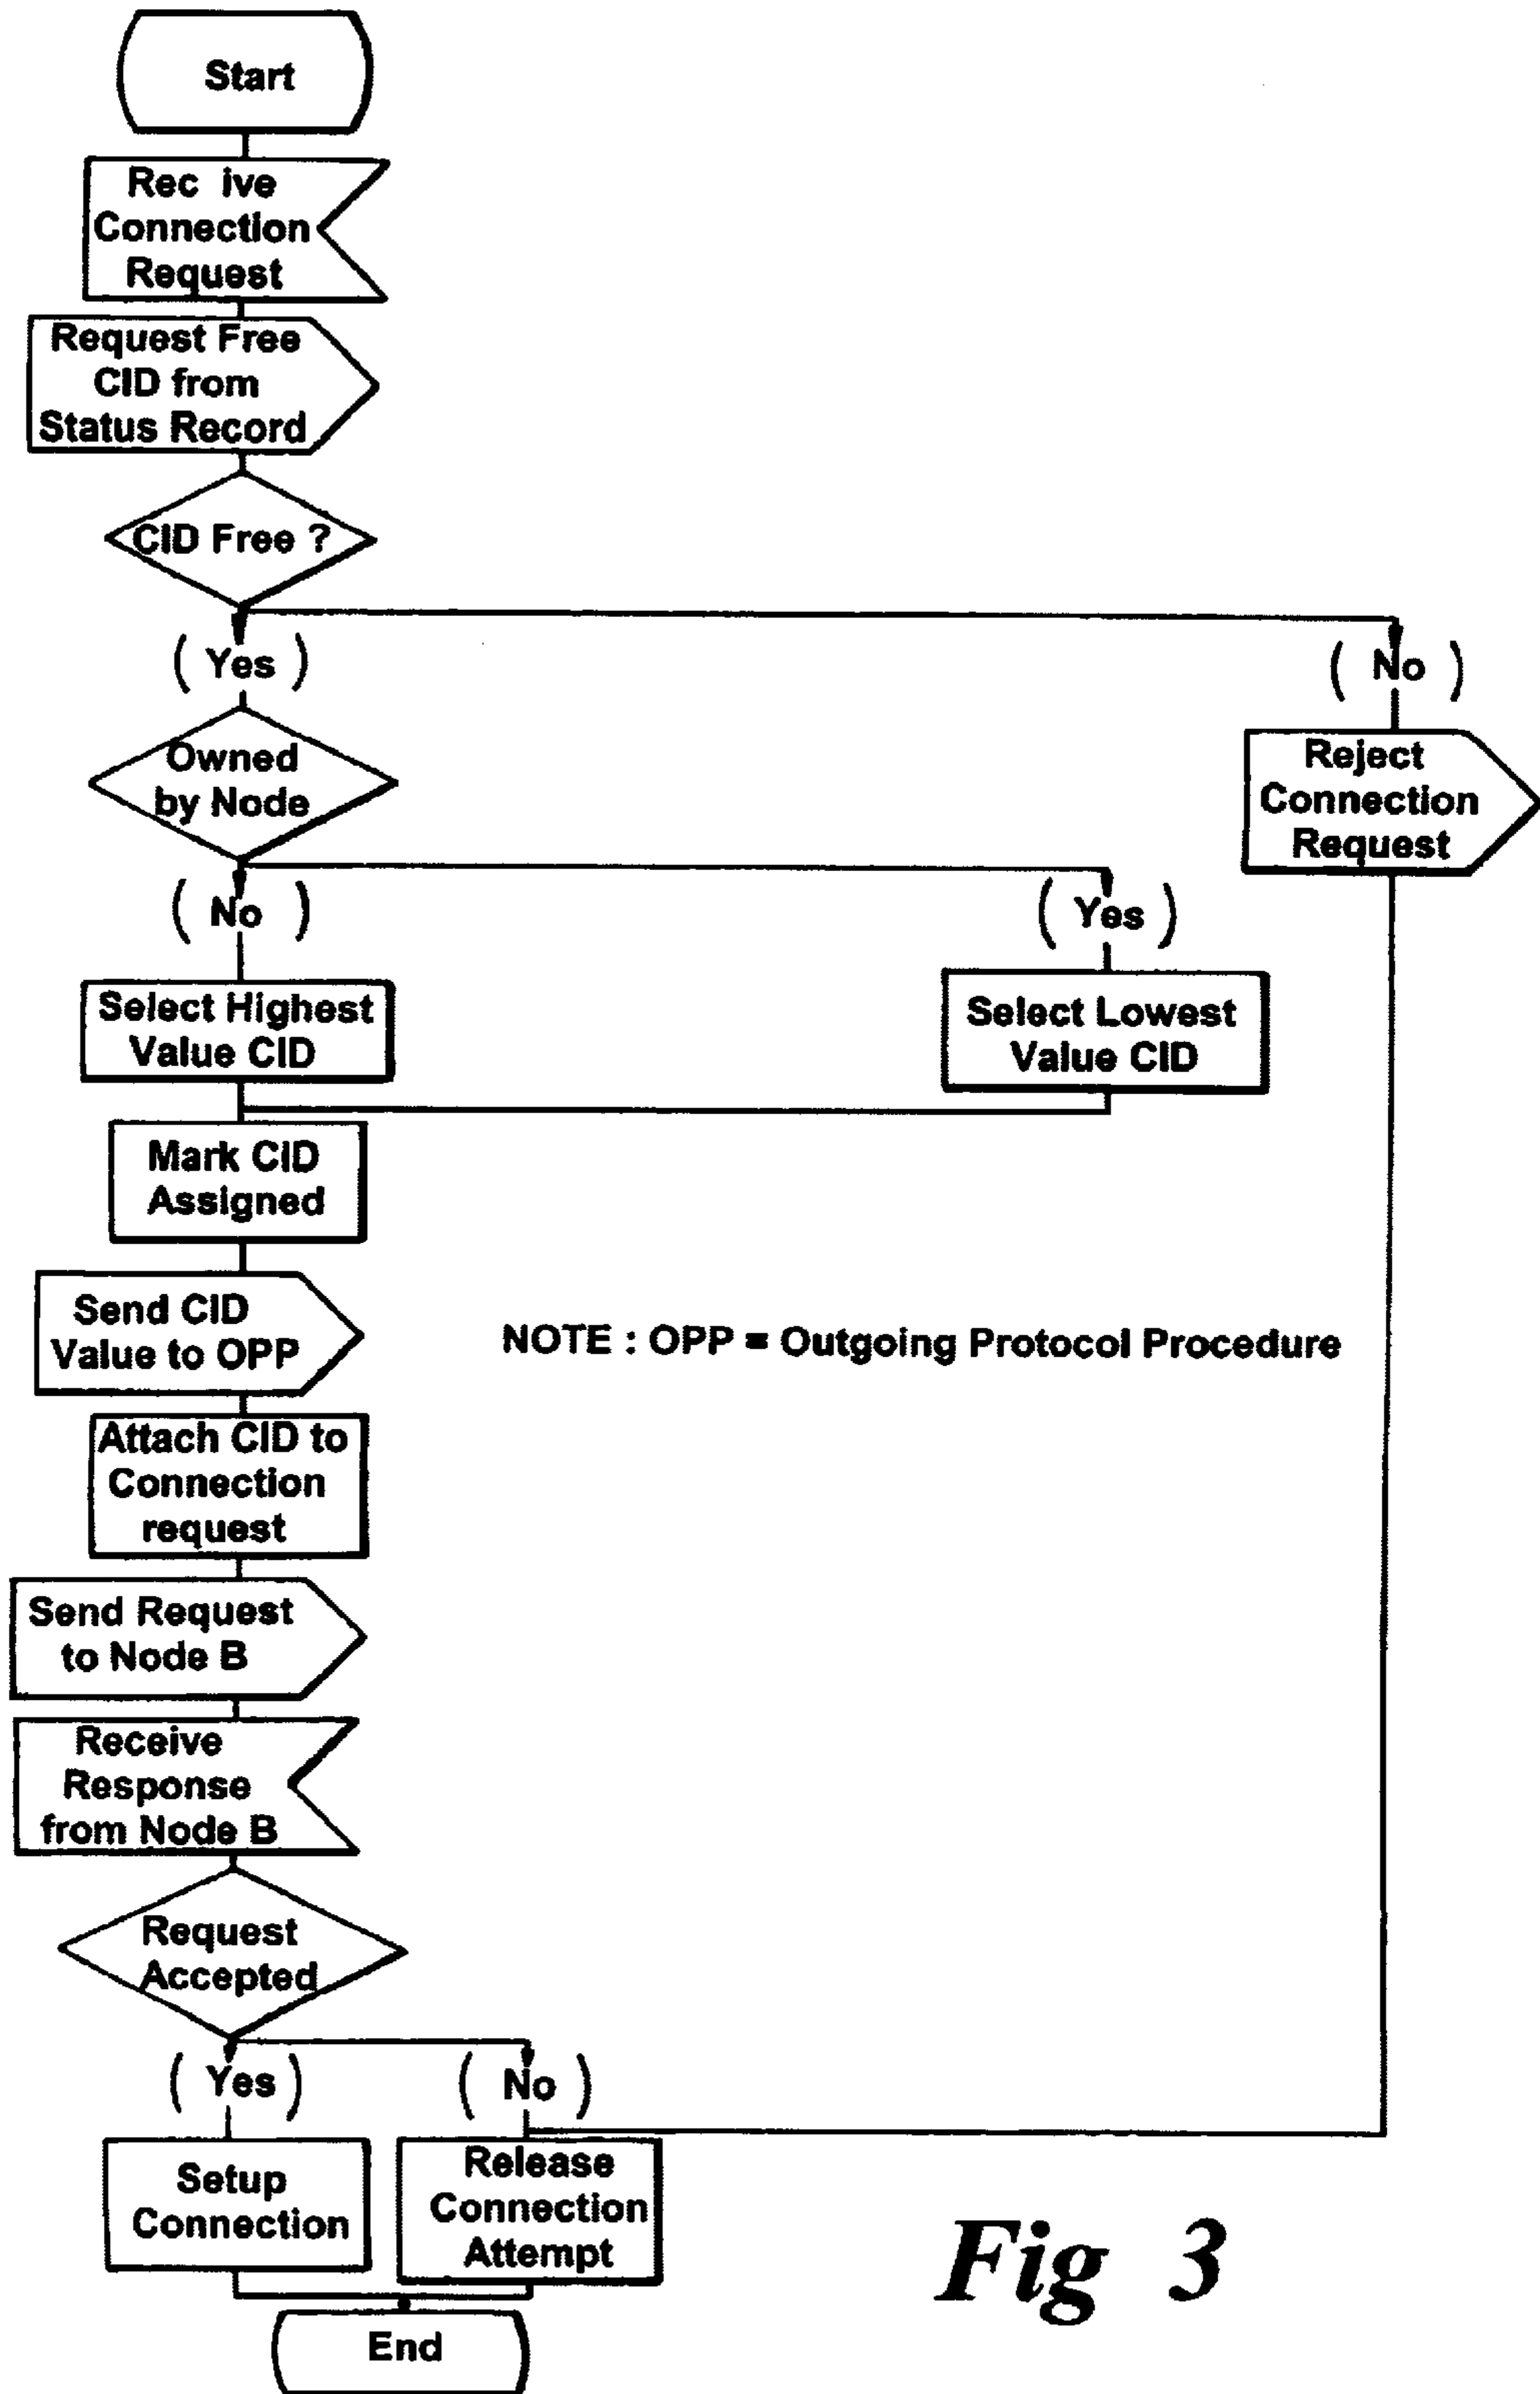 Start
Rec ive
Connection
Request
Request Free
CID from
Status Record
CID Free ?
( Yes )
( No )
Owned
by Node
Reject
Connection
Request
( No )
( Yes )
Select Highest
Value CID
Select Lowest
Value CID
Mark CID
Assigned
Send CID
Value to OPP
NOTE : OPP = Outgoing Protocol Procedure
Attach CID to
Connection
request
Send Request
to Node B
Receive
Response
from Node B
Request
Accepted
( Yes )
( No )
Setup
Connection
Release
Connection
Attempt
End
Fig 3